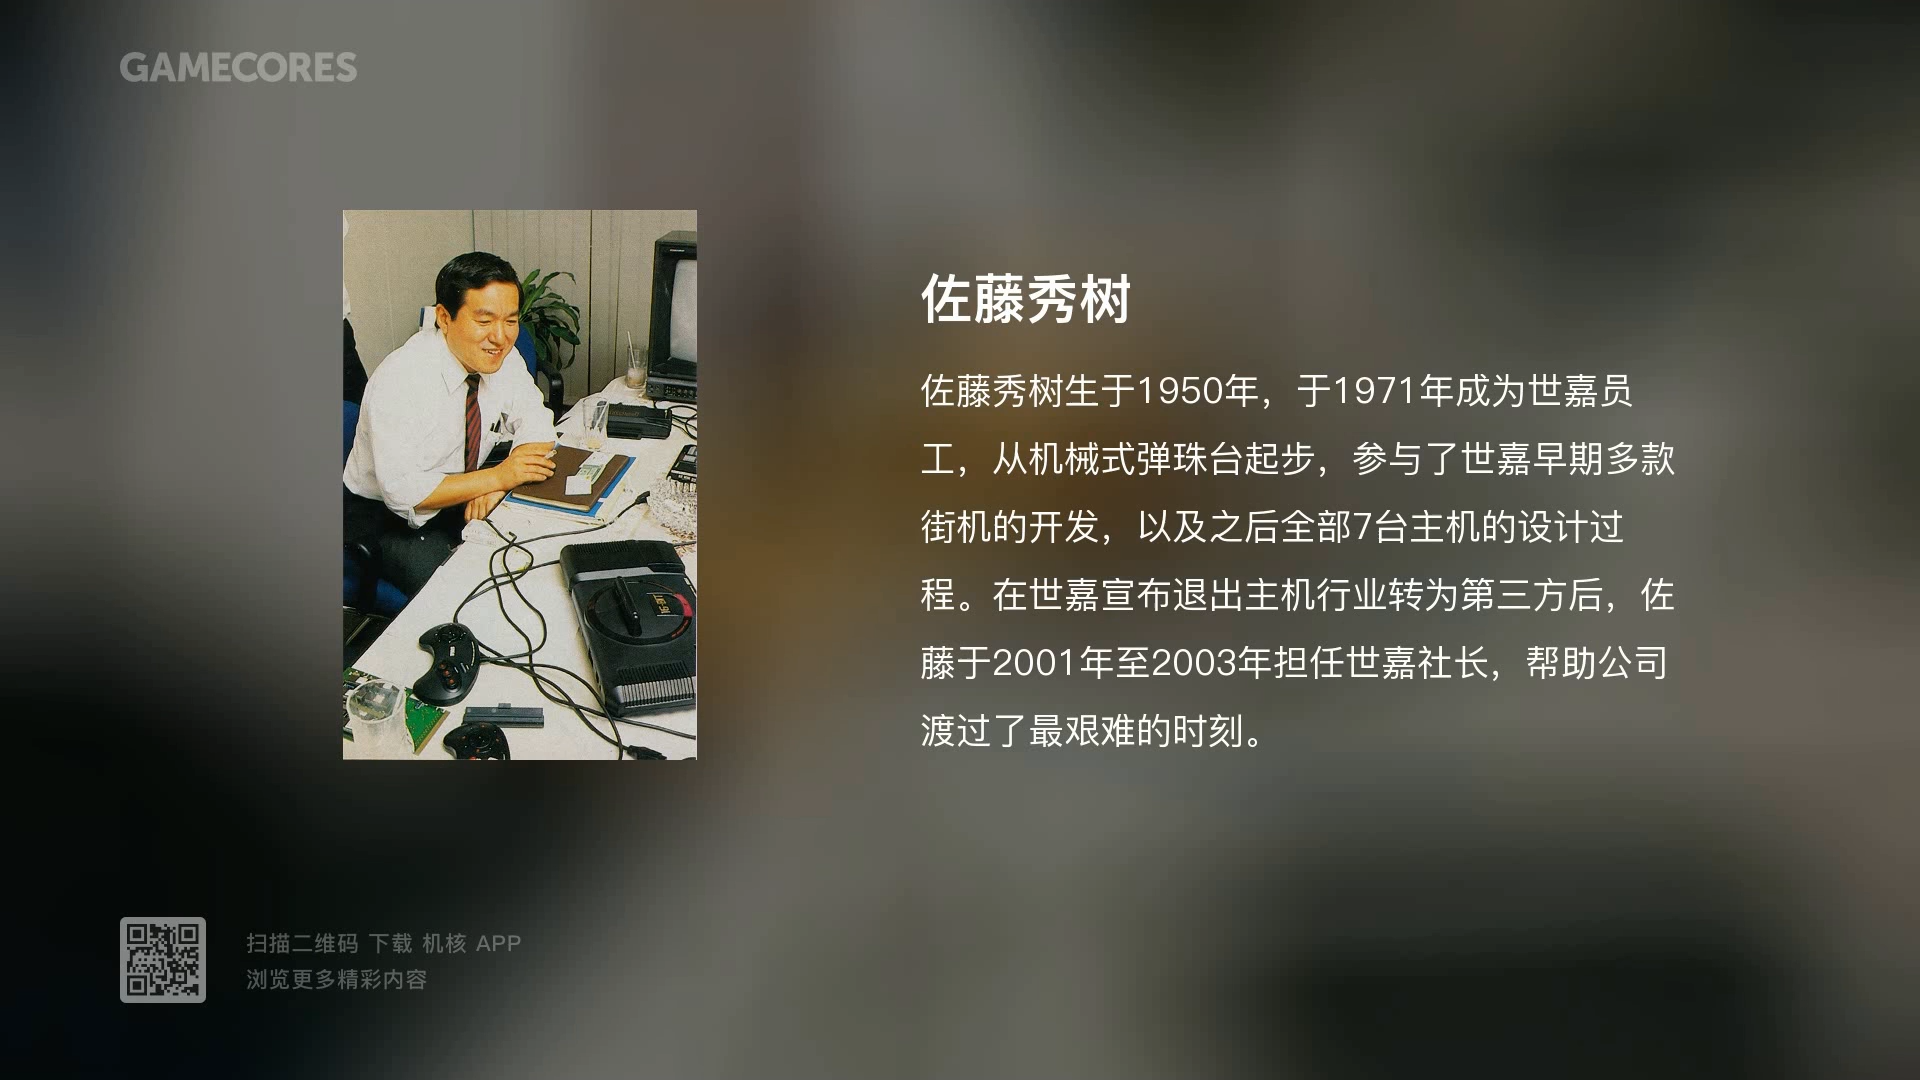 GAMECORES
佐藤秀树
佐藤秀树生于1950年，于1971年成为世嘉员
工，从机械式弹珠台起步，参与了世嘉早期多款
街机的开发，以及之后全部7台主机的设计过
程。在世嘉宣布退出主机行业转为第三方后，佐
藤于2001年至2003年担任世嘉社长，帮助公司
渡过了最艰难的时刻。
扫描二维码 下载 机核 APP
浏览更多精彩内容